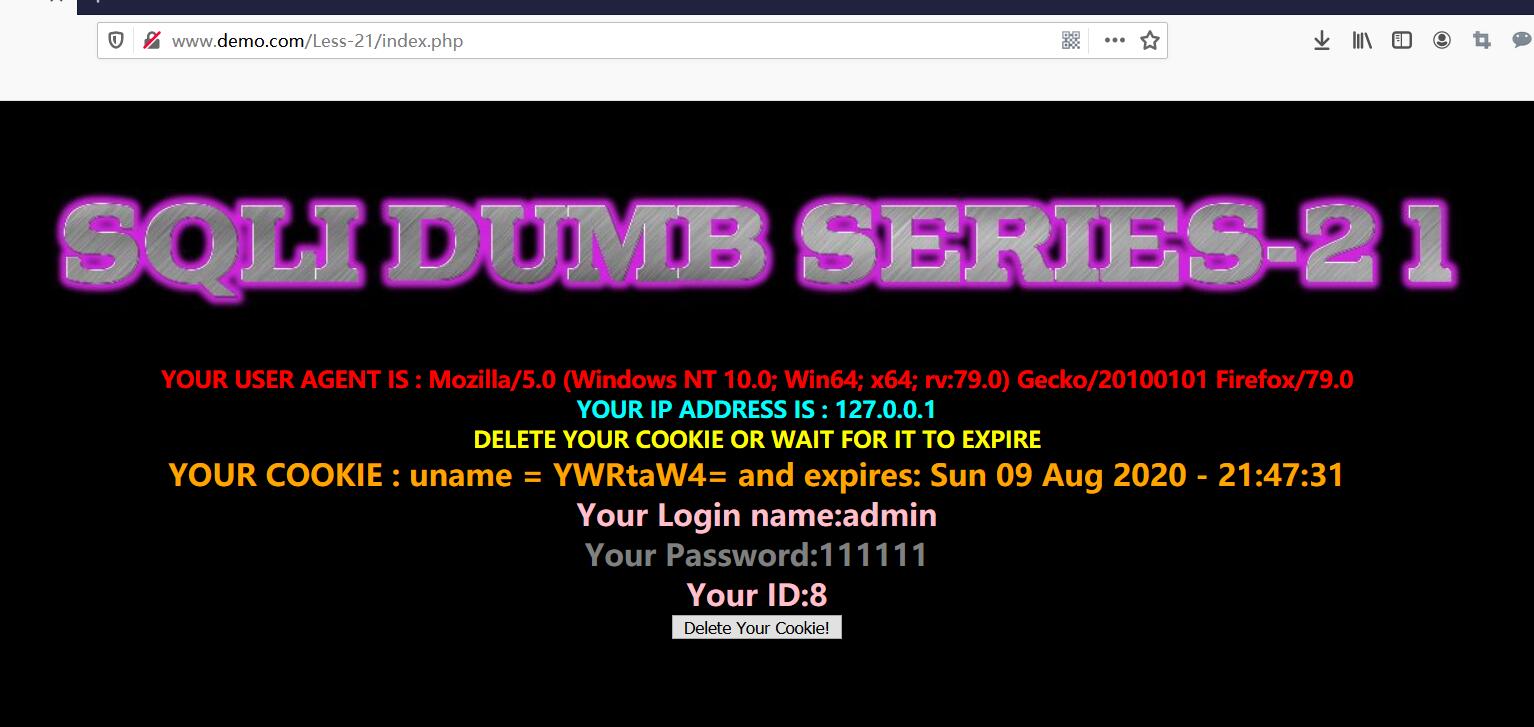 www.demo.com/Less-21/index.php
SQLI DUMB SERIES-21
YOUR USER AGENT IS : Mozilla/5.0 (Windows NT 10.0; Win64; x64; rv:79.0) Gecko/20100101 Firefox/79.0
YOUR IP ADDRESS IS : 127.0.0.1
DELETE YOUR COOKIE OR WAIT FOR IT TO EXPIRE
YOUR COOKIE : uname = YWRtaW4= and expires: Sun 09 Aug 2020 - 21:47:31
Your Login name:admin
Your Password:111111
Your ID:8
Delete Your Cookie!